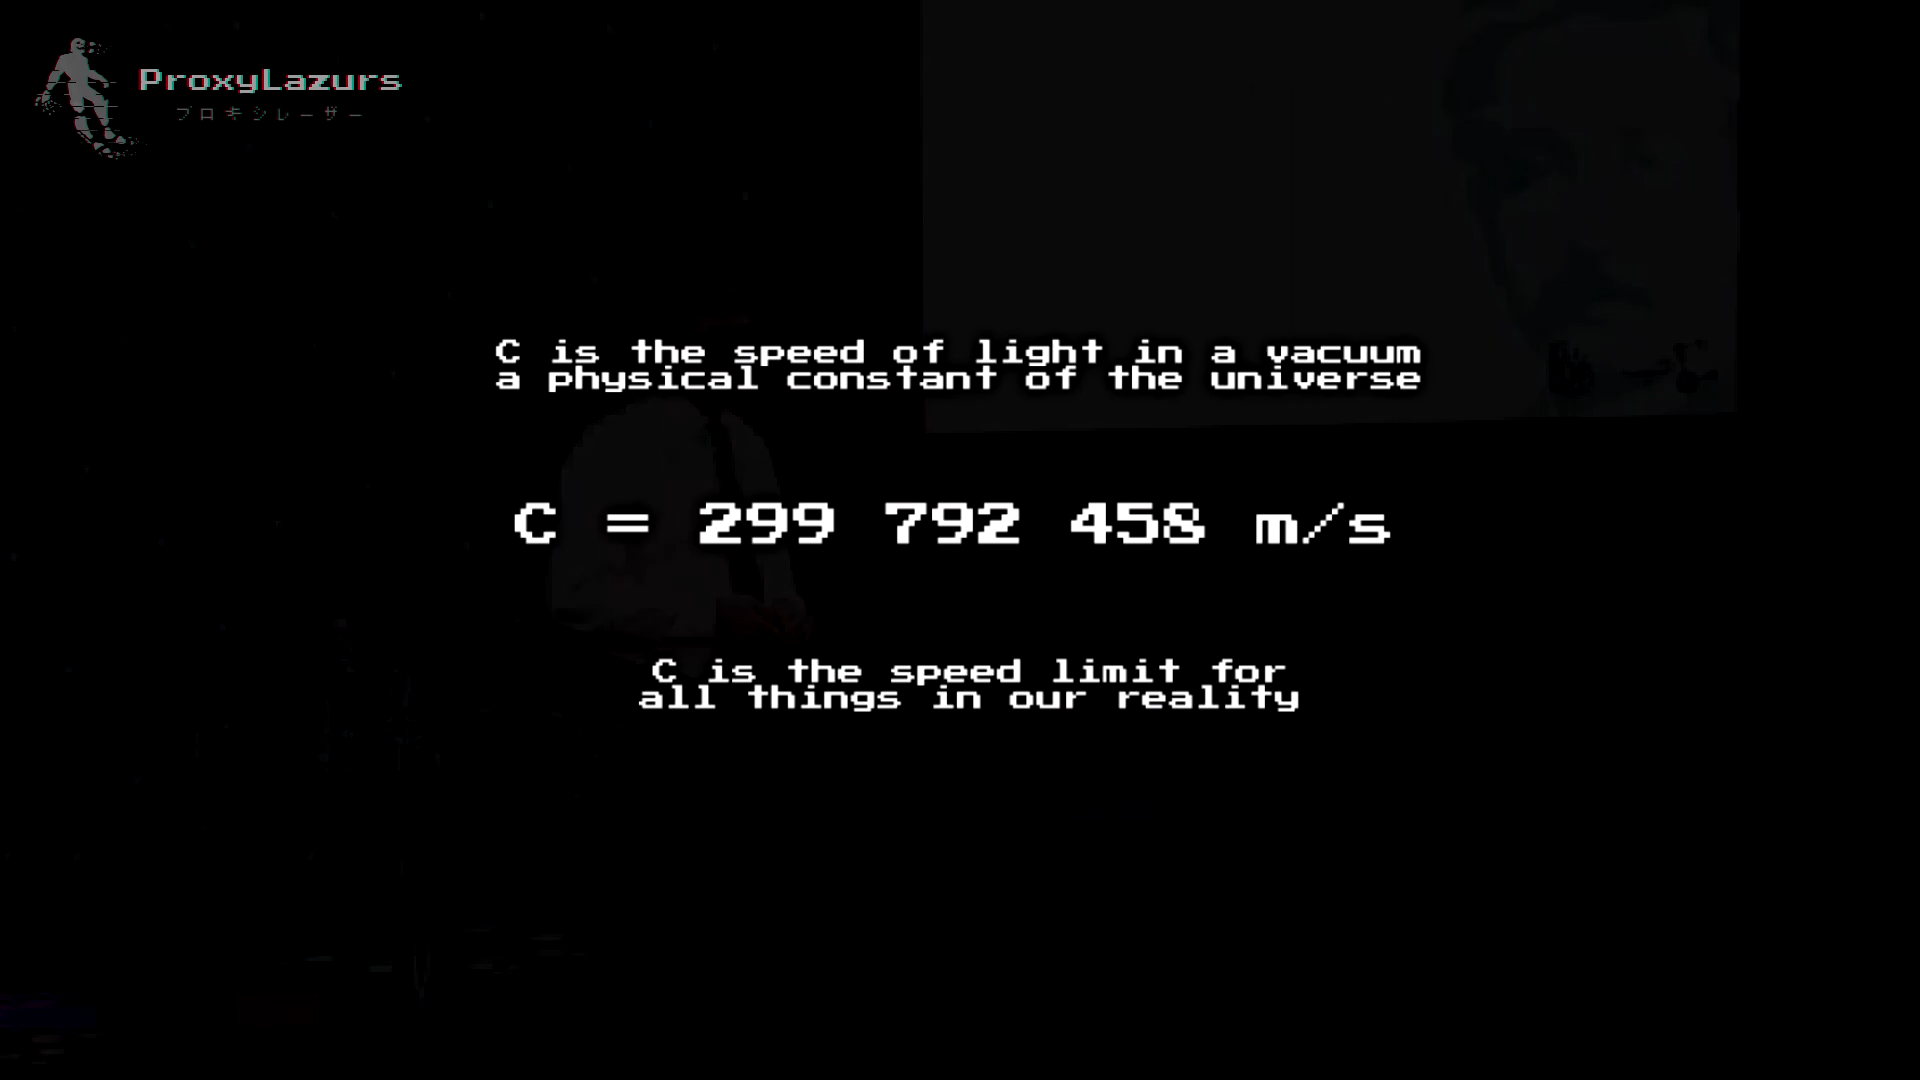 ProxyLazurs
プロキシレーザー
C is the speed of light in a vacuum
a physical constant of the universe
C = 299 792 458 m/s
C is the speed limit for
all things in our reality